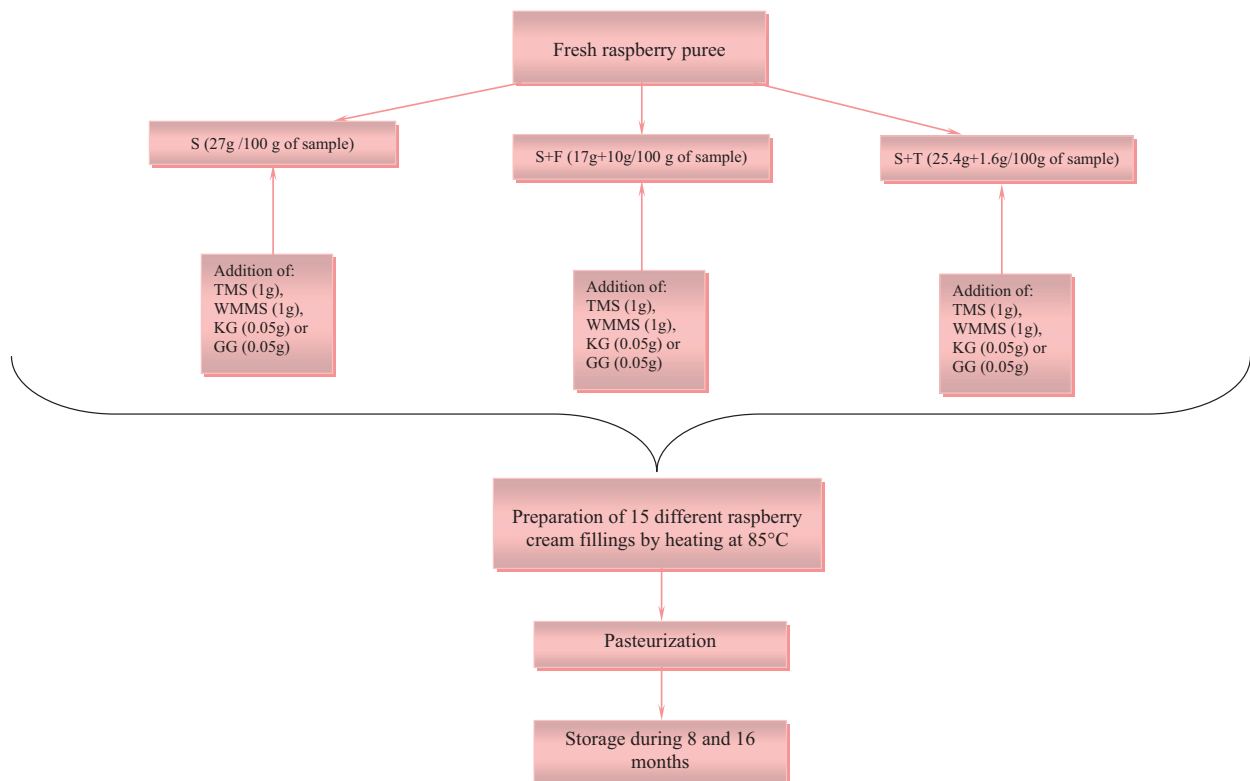 Fresh raspberry puree
S (27g /100 g of sample)
S+F (17g+10g/100 g of sample)
S+T (25.4g+1.6g/100g of sample)
Addition of:
TMS (1g),
WMMS (1g),
KG (0.05g) or
GG (0.05g)
Addition of:
TMS (1g),
WMMS (1g),
KG (0.05g) or
GG (0.05g)
Addition of:
TMS (1g),
WMMS (1g),
KG (0.05g) or
GG (0.05g)
Preparation of 15 different raspberry
cream fillings by heating at 85°C
Pasteurization
Storage during 8 and 16
months